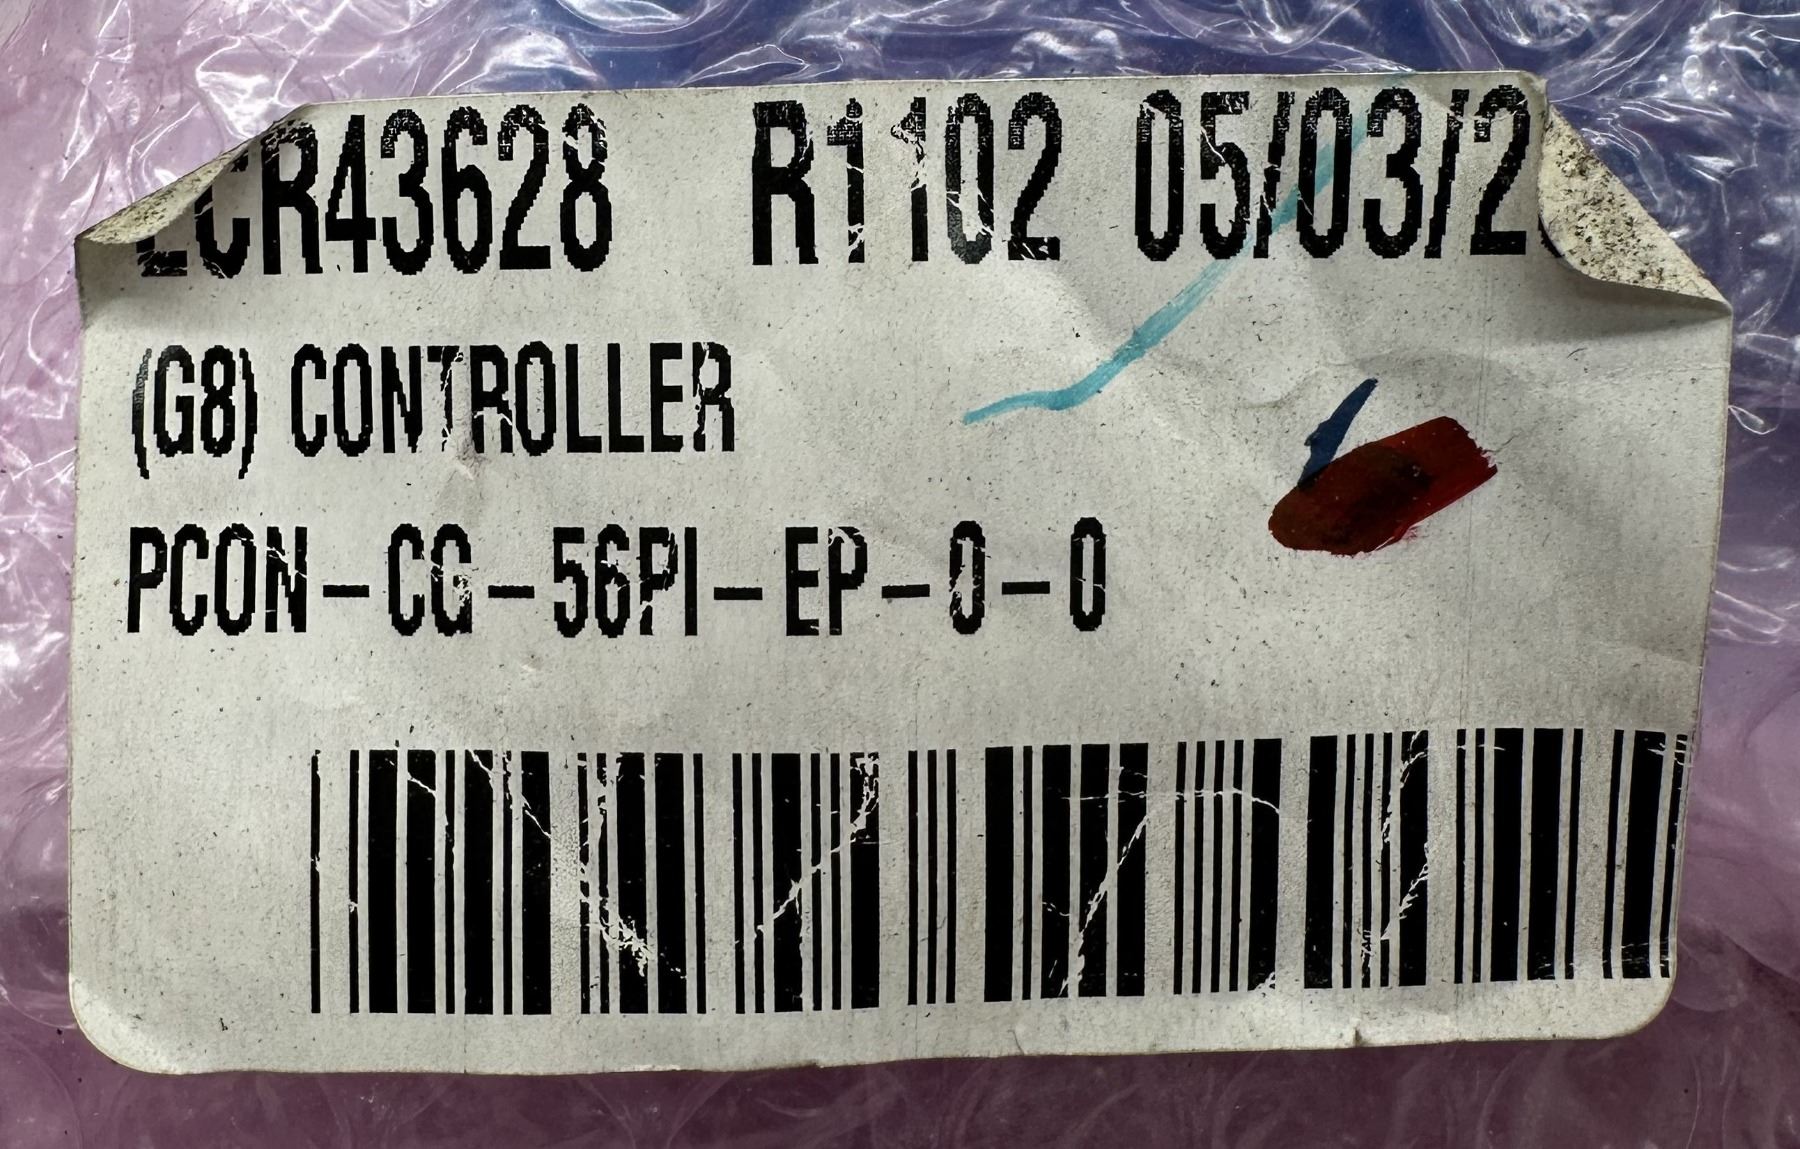 CR43628 R1102 05/03/2
(G8) CONTROLLER
PCON-CG-56PI-EP-0-0